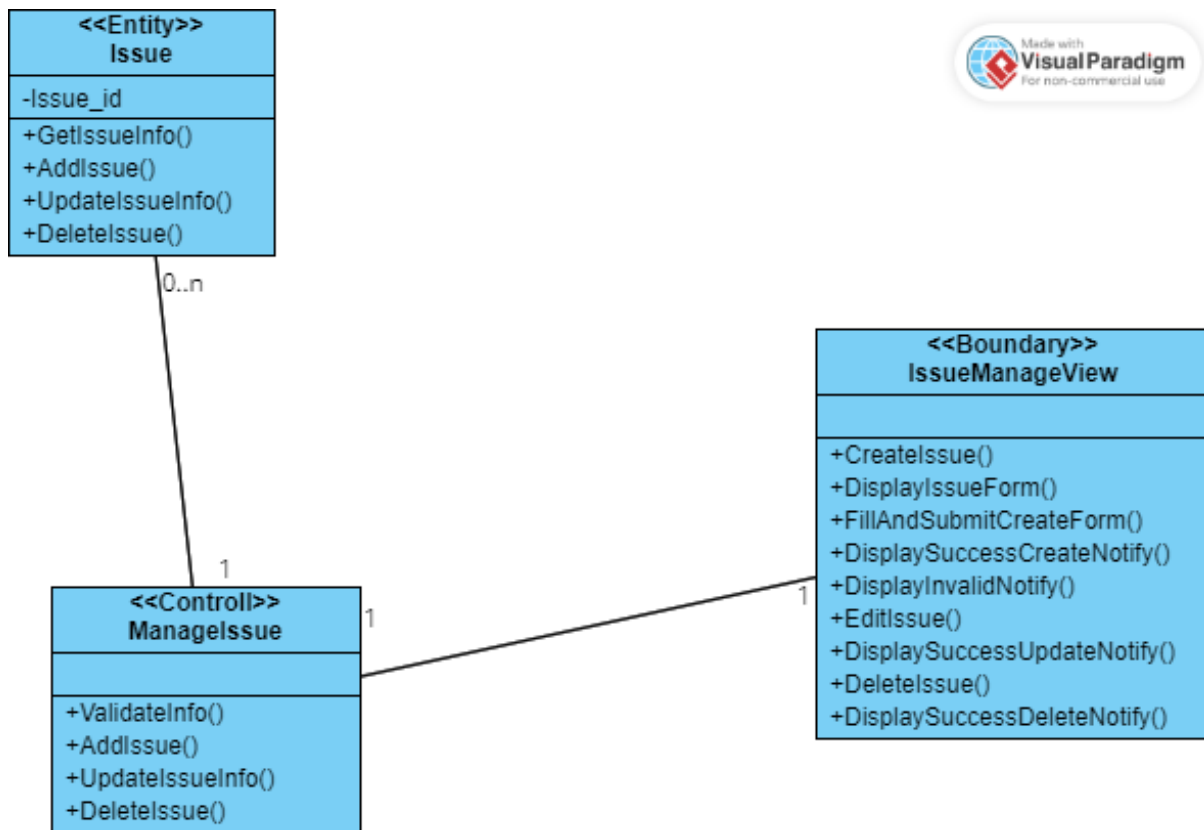 <<Entity>>
Issue
-Issue_id
+GetIssueInfo()
+AddIssue()
+UpdateIssueInfo()
+DeleteIssue()
0..n
Made with
Visual Paradigm
For non-commercial use
<<Boundary>>
IssueManageView
+CreateIssue()
+DisplayIssueForm()
+FillAndSubmitCreateForm()
+DisplaySuccessCreateNotify()
+DisplayInvalidNotify()
+EditIssue()
+DisplaySuccessUpdateNotify()
+DeleteIssue()
+DisplaySuccessDeleteNotify()
1
1
1
<<Controll>>
ManageIssue
+ValidateInfo()
+AddIssue()
+UpdateIssueInfo()
+DeleteIssue()